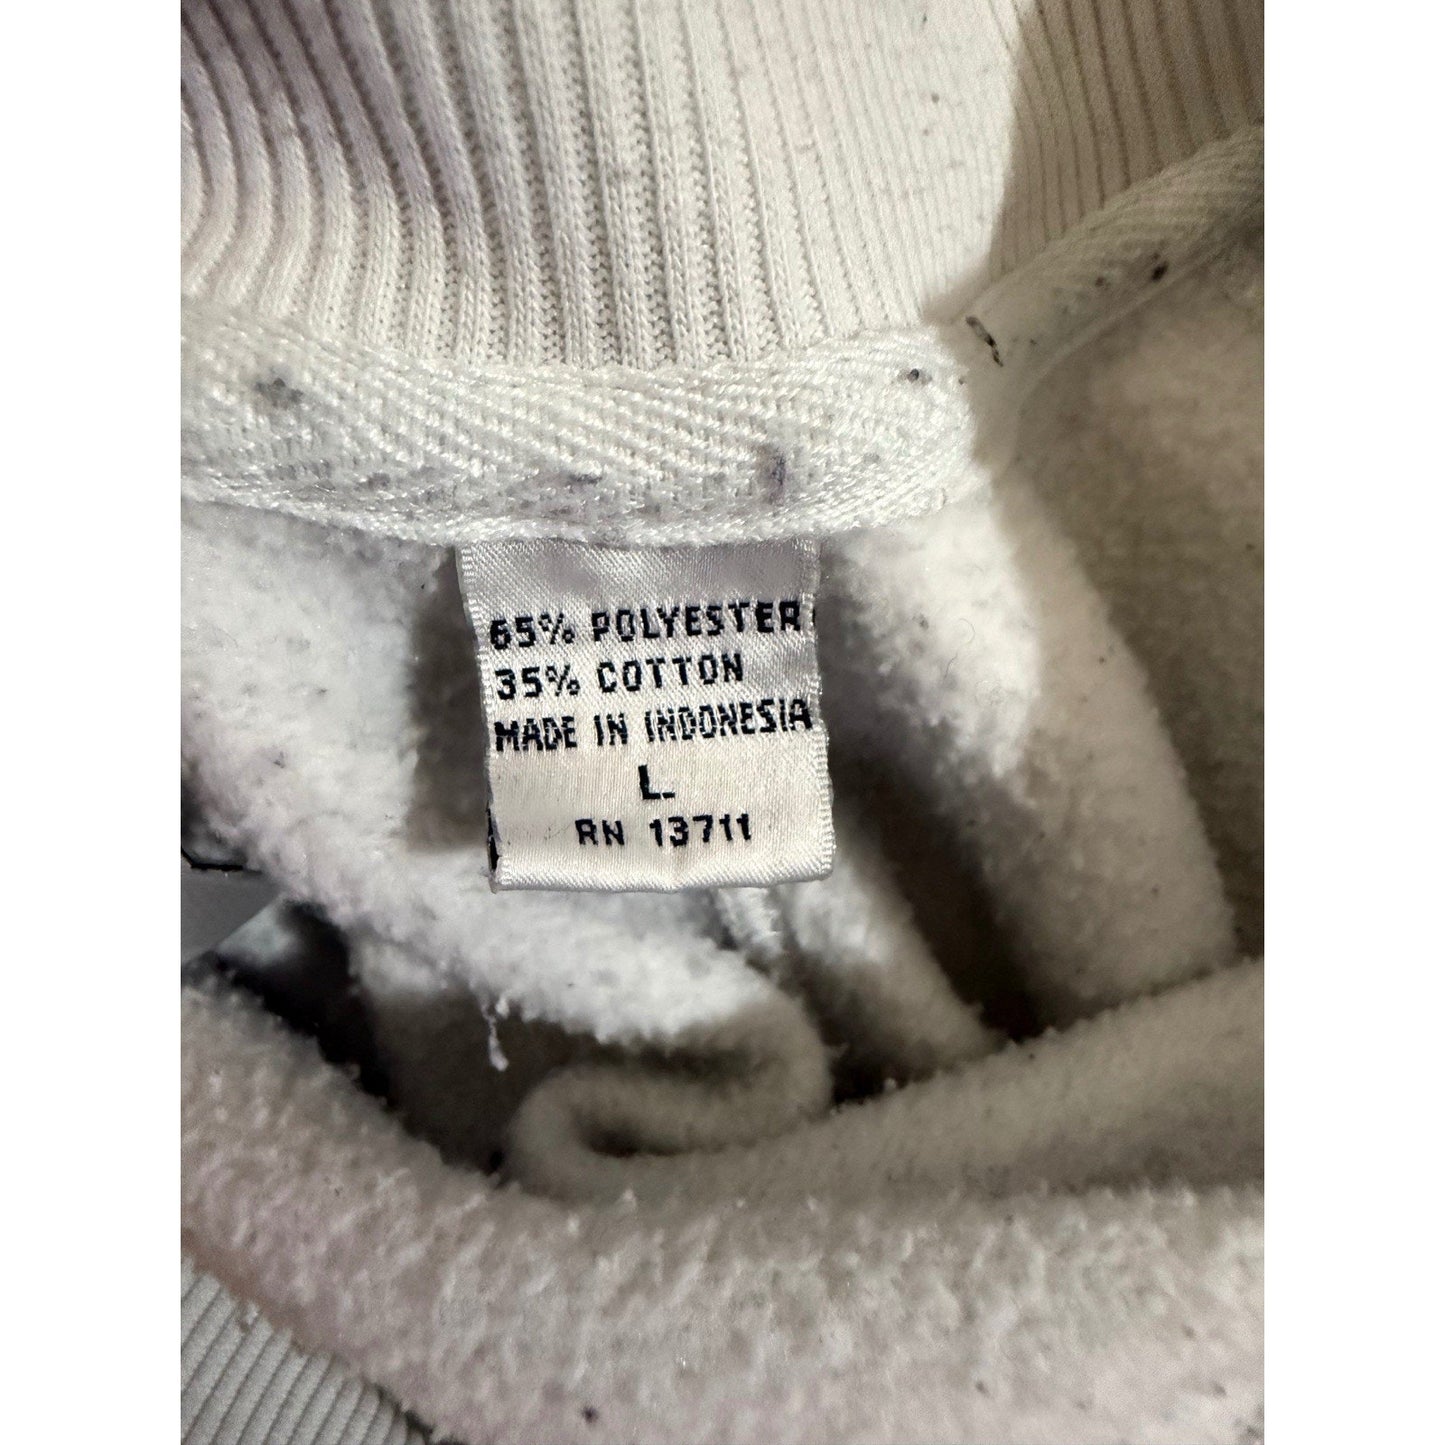 65% POLYESTER
35% COTTON
MADE IN INDONESIA
L
RN 13711